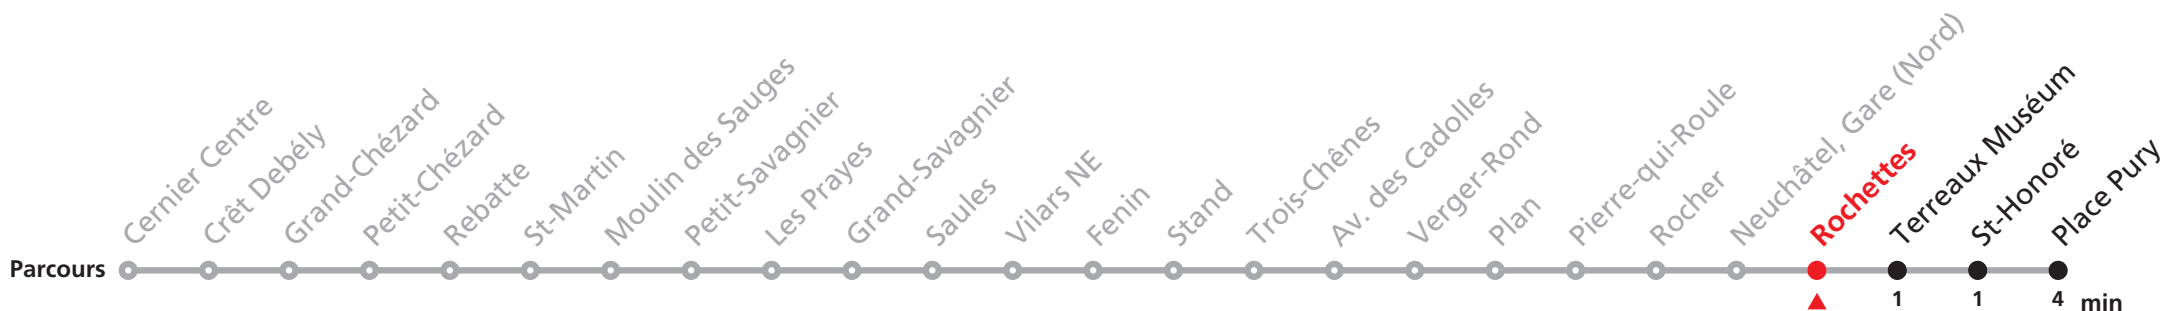 Cernier Centre
Crêt Debély
Grand-Chézard
Petit-Chézard
Rebatte
St-Martin
Moulin des Sauges
Petit-Savagnier
Les Prayes
Grand-Savagnier
Saules
Vilars NE
Fenin
Stand
Trois-Chênes
Av. des Cadolles
Verger-Rond
Plan
Pierre-qui-Roule
Rocher
Neuchâtel, Gare (Nord)
Rochettes
Terreaux Muséum
St-Honoré
Place Pury
Parcours
1 1 4 min